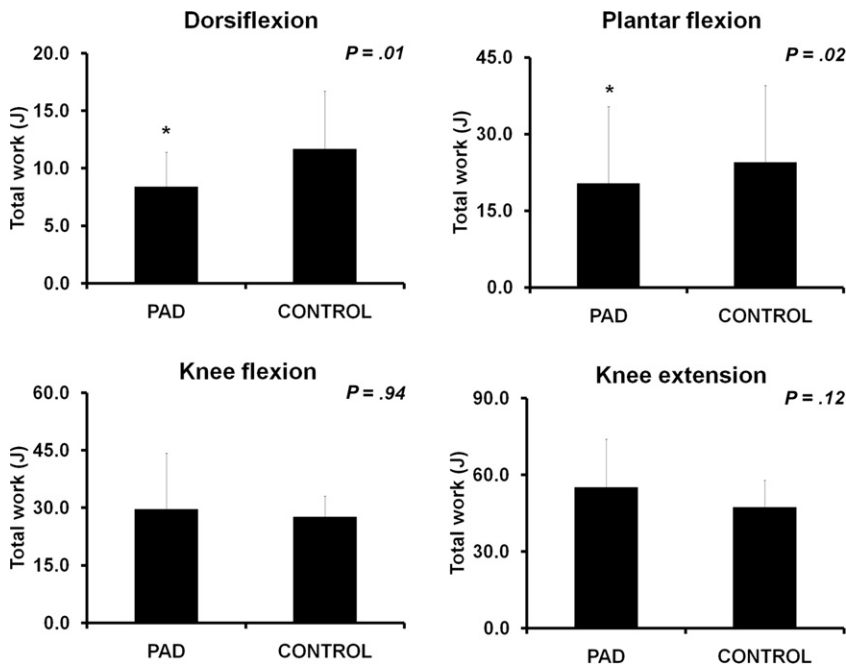 Dorsiflexion
P = .01
Total work (J)
20.0
15.0
10.0
5.0
0.0
*
PAD
CONTROL
Plantar flexion
P = .02
Total work (J)
45.0
30.0
15.0
0.0
*
PAD
CONTROL
Knee flexion
P = .94
Total work (J)
60.0
45.0
30.0
15.0
0.0
PAD
CONTROL
Knee extension
P = .12
Total work (J)
90.0
60.0
30.0
0.0
PAD
CONTROL